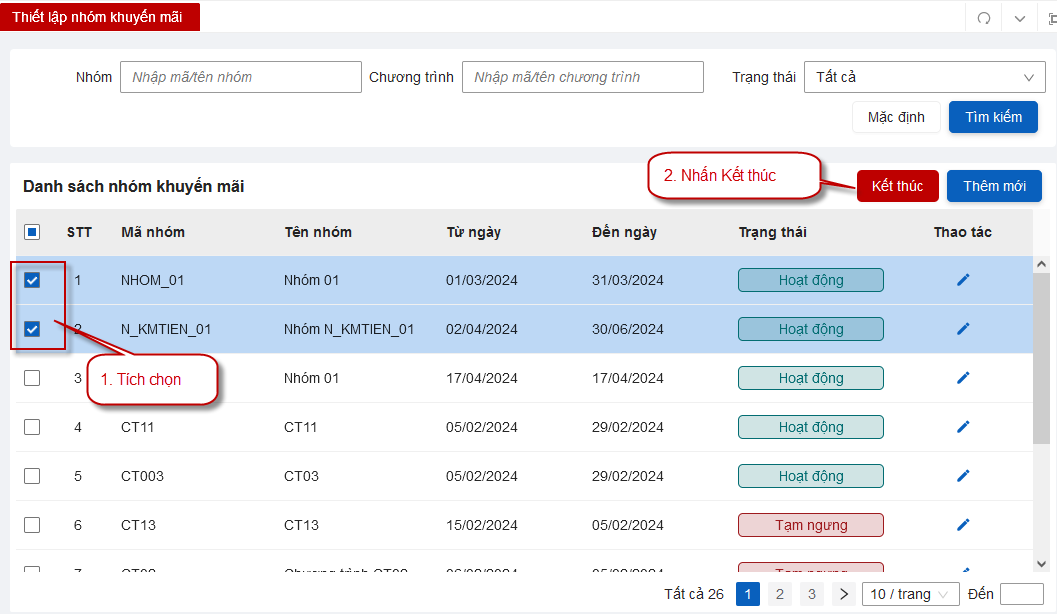 Thiết lập nhóm khuyến mãi
Nhóm Nhập mã/tên nhóm Chương trình Nhập mã/tên chương trình Trạng thái Tất cả
Mặc định Tìm kiếm
2. Nhấn Kết thúc
Danh sách nhóm khuyến mãi Kết thúc Thêm mới
STT Mã nhóm Tên nhóm Từ ngày Đến ngày Trạng thái Thao tác
1 NHOM_01 Nhóm 01 01/03/2024 31/03/2024 Hoạt động
2 N_KMTIEN_01 Nhóm N_KMTIEN_01 02/04/2024 30/06/2024 Hoạt động
1. Tích chọn
3 Nhóm 01 17/04/2024 17/04/2024 Hoạt động
4 CT11 CT11 05/02/2024 29/02/2024 Hoạt động
5 CT003 CT03 05/02/2024 29/02/2024 Hoạt động
6 CT13 CT13 15/02/2024 05/02/2024 Tạm ngưng
Tạm ngưng
Tất cả 26 1 2 3 10 / trang Đến